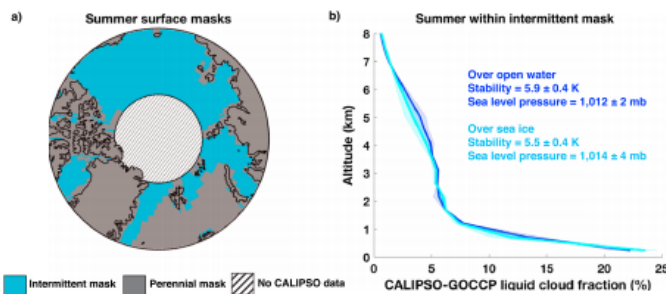 a)
Summer surface masks
Intermittent mask
Perennial mask
No CALIPSO data
b)
Summer within intermittent mask
Over open water
Stability = 5.9 ± 0.4 K
Sea level pressure = 1,012 ± 2 mb
Over sea ice
Stability = 5.5 ± 0.4 K
Sea level pressure = 1,014 ± 4 mb
Altitude (km)
8
7
6
5
4
3
2
1
0
0 5 10 15 20 25
CALIPSO-GOCCP liquid cloud fraction (%)